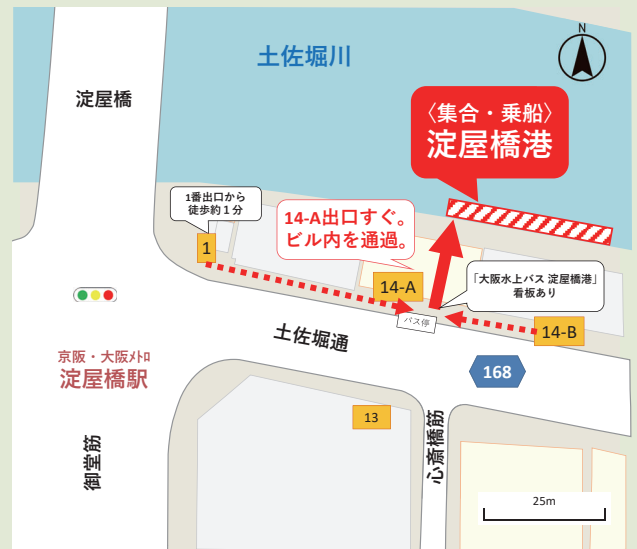 土佐堀川
N
淀屋橋
〈集合・乗船〉
淀屋橋港
1番出口から
徒歩約1分
1
14-A出口すぐ。
ビル内を通過。
14-A
「大阪水上バス 淀屋橋港」
看板あり
バス停
14-B
土佐堀通
168
京阪・大阪メトロ
淀屋橋駅
13
御堂筋
心斎橋筋
25m